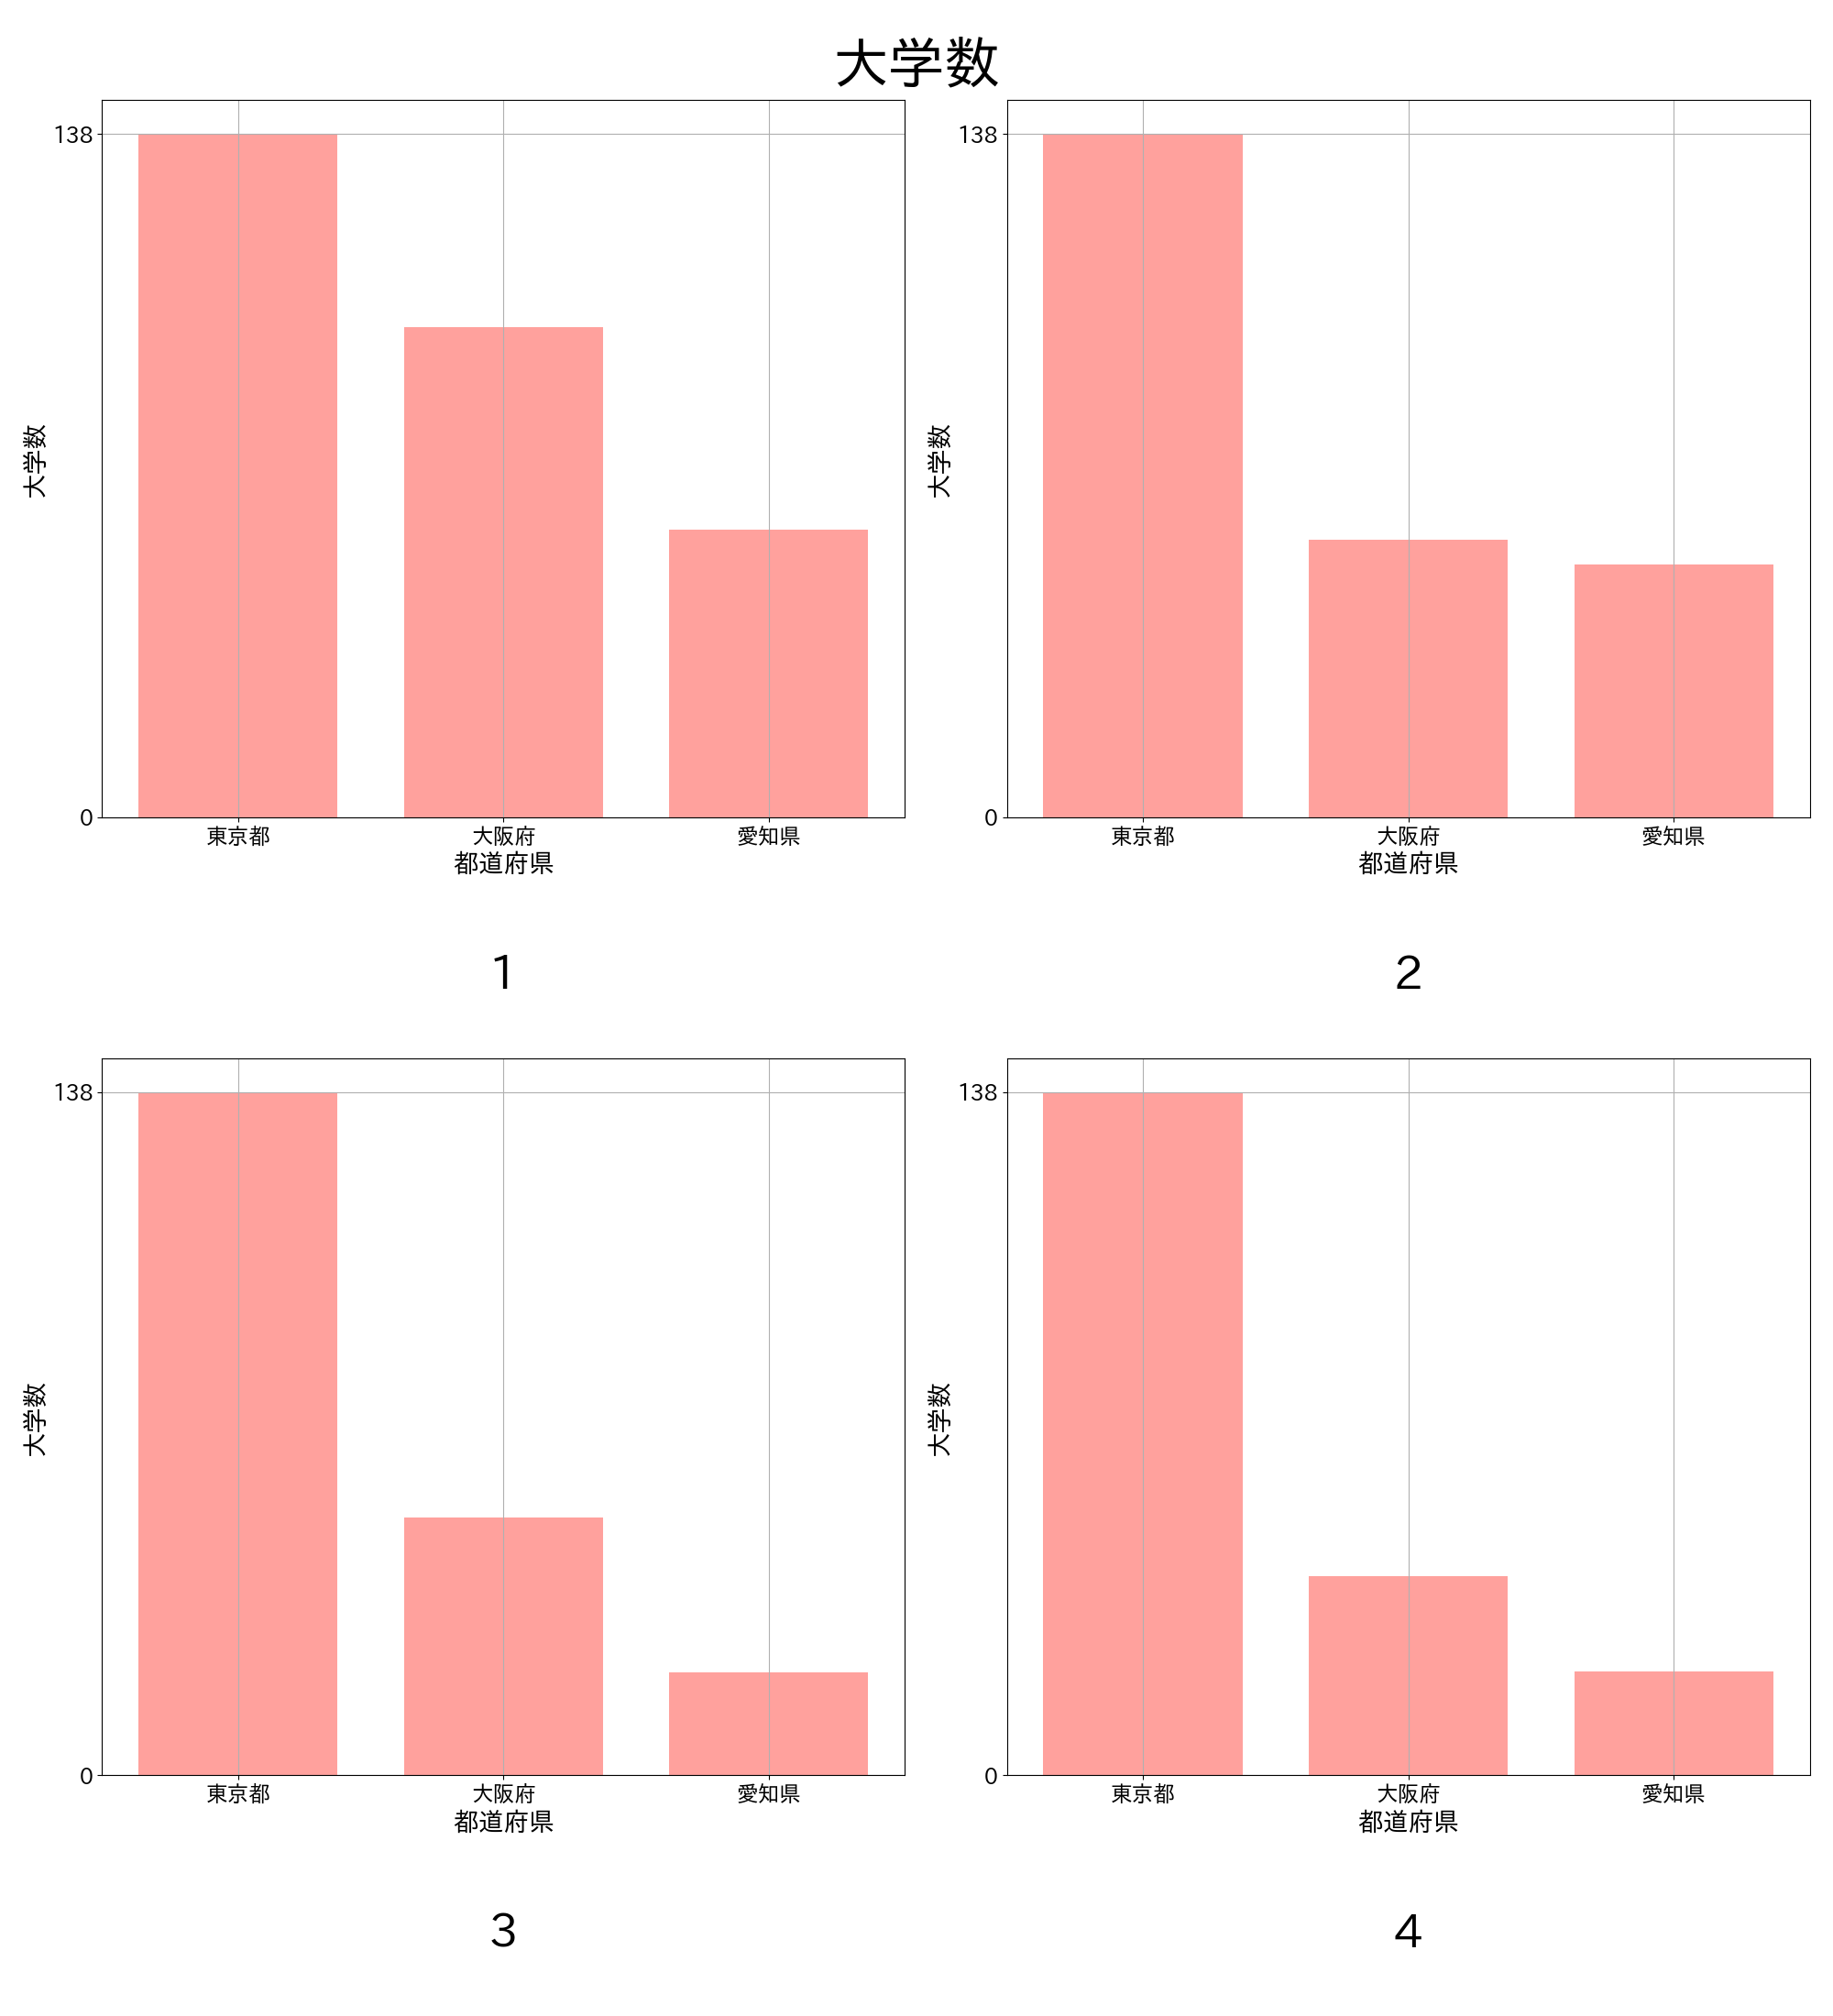 大学数
138
0
大学数
東京都 大阪府 愛知県
都道府県
1
138
0
大学数
東京都 大阪府 愛知県
都道府県
2
138
0
大学数
東京都 大阪府 愛知県
都道府県
3
138
0
大学数
東京都 大阪府 愛知県
都道府県
4